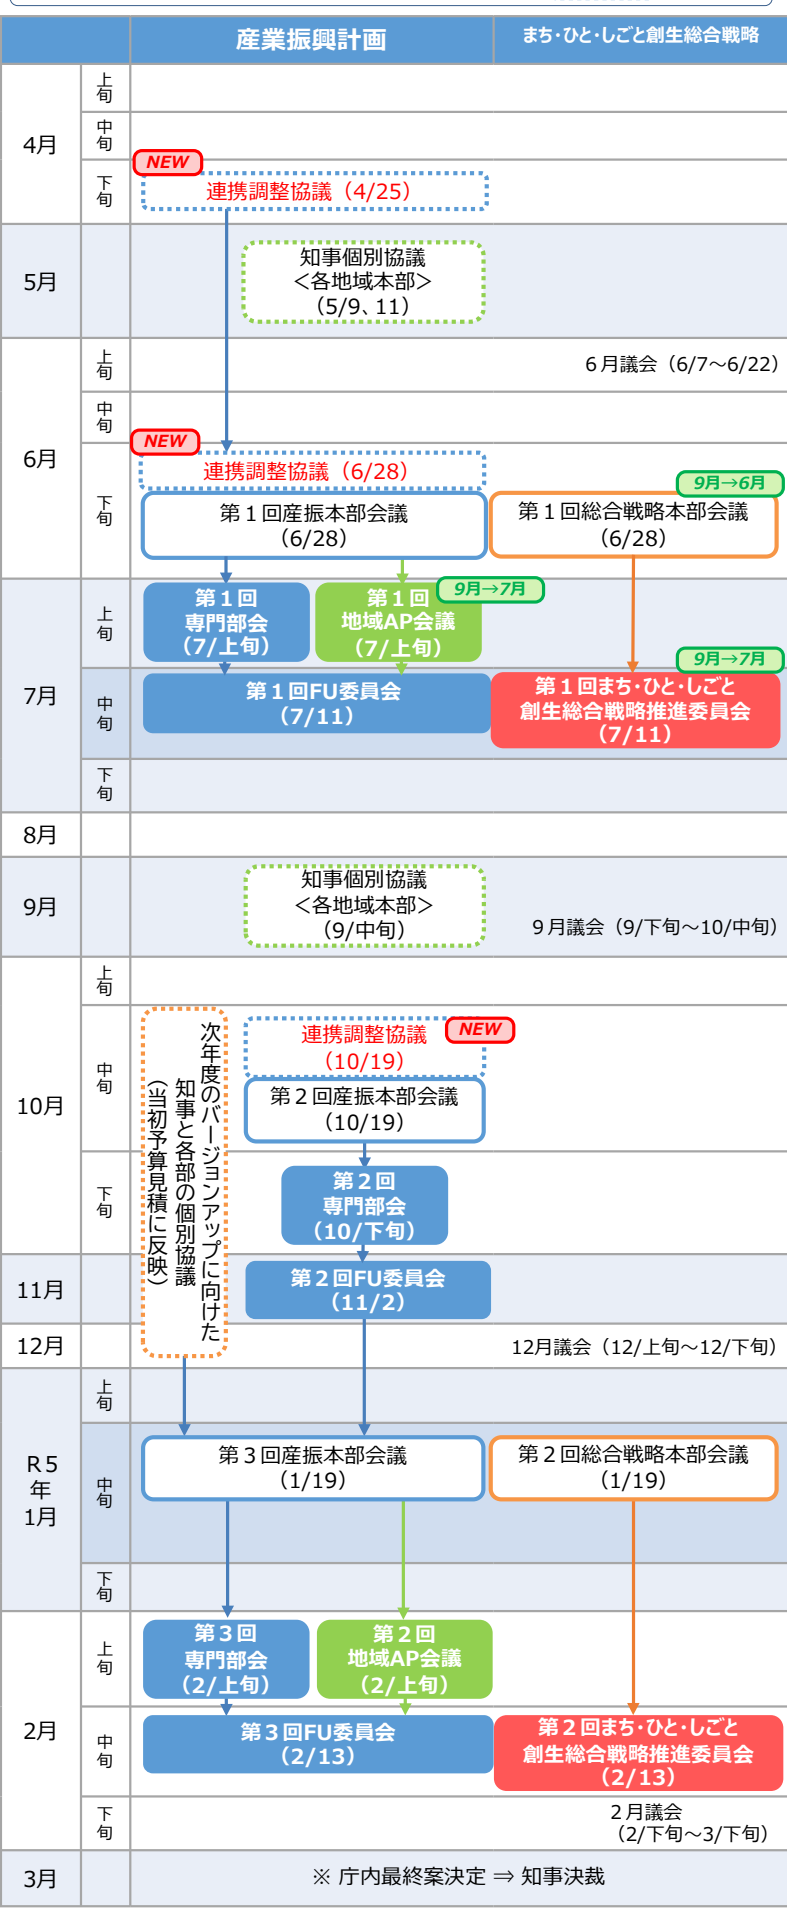 産業振興計画
まち・ひと・しごと創生総合戦略
4月
上旬
中旬
下旬
NEW
連携調整協議（4/25）
5月
知事個別協議
＜各地域本部＞
（5/9、11）
6月
上旬
６月議会（6/7～6/22）
中旬
下旬
NEW
連携調整協議（6/28）
9月→6月
第１回産振本部会議
（6/28）
第１回総合戦略本部会議
（6/28）
7月
上旬
第１回
専門部会
（7/上旬）
第１回
地域AP会議
（7/上旬）
9月→7月
9月→7月
中旬
第１回FU委員会
（7/11）
第１回まち・ひと・しごと
創生総合戦略推進委員会
（7/11）
下旬
8月
9月
知事個別協議
＜各地域本部＞
（9/中旬）
９月議会（9/下旬～10/中旬）
10月
上旬
中旬
次年度のバージョンアップに向けた
知事と各部の個別協議
（当初予算見積に反映）
連携調整協議
（10/19）
NEW
第２回産振本部会議
（10/19）
下旬
第２回
専門部会
（10/下旬）
11月
第２回FU委員会
（11/2）
12月
12月議会（12/上旬～12/下旬）
R5
年
1月
上旬
中旬
第３回産振本部会議
（1/19）
第２回総合戦略本部会議
（1/19）
下旬
2月
上旬
第３回
専門部会
（2/上旬）
第２回
地域AP会議
（2/上旬）
中旬
第３回FU委員会
（2/13）
第２回まち・ひと・しごと
創生総合戦略推進委員会
（2/13）
下旬
２月議会
（2/下旬～3/下旬）
3月
※ 庁内最終案決定 ⇒ 知事決裁